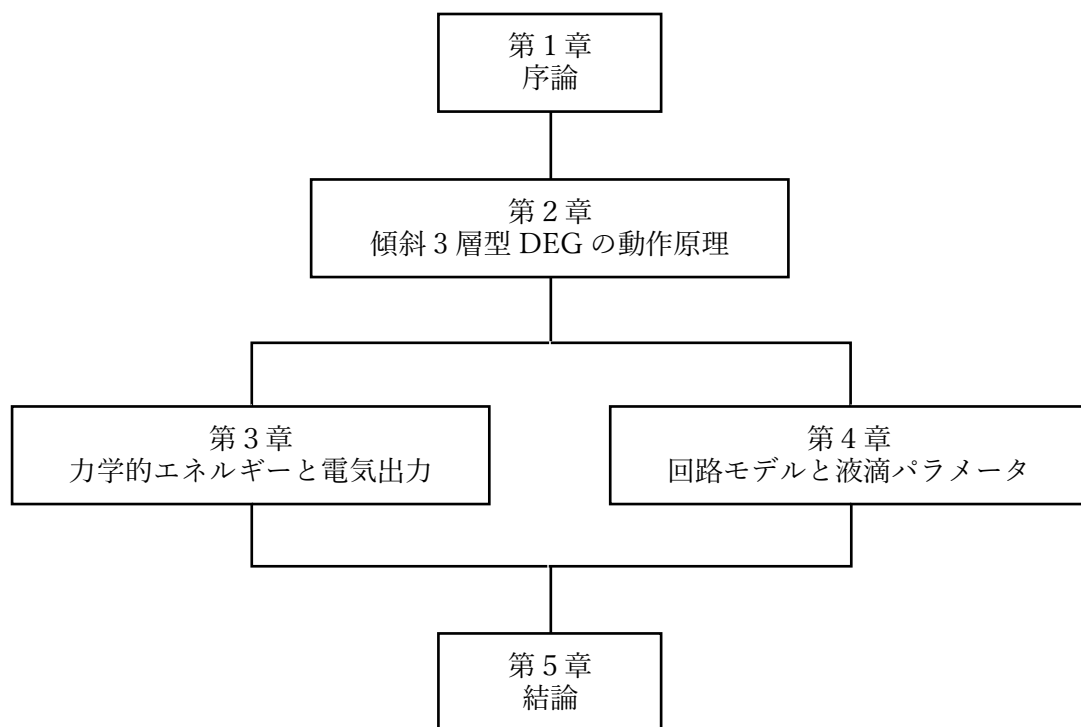 第 1 章
序論
第 2 章
傾斜 3 層型 DEG の動作原理
第 3 章
力学的エネルギーと電気出力
第 4 章
回路モデルと液滴パラメータ
第 5 章
結論